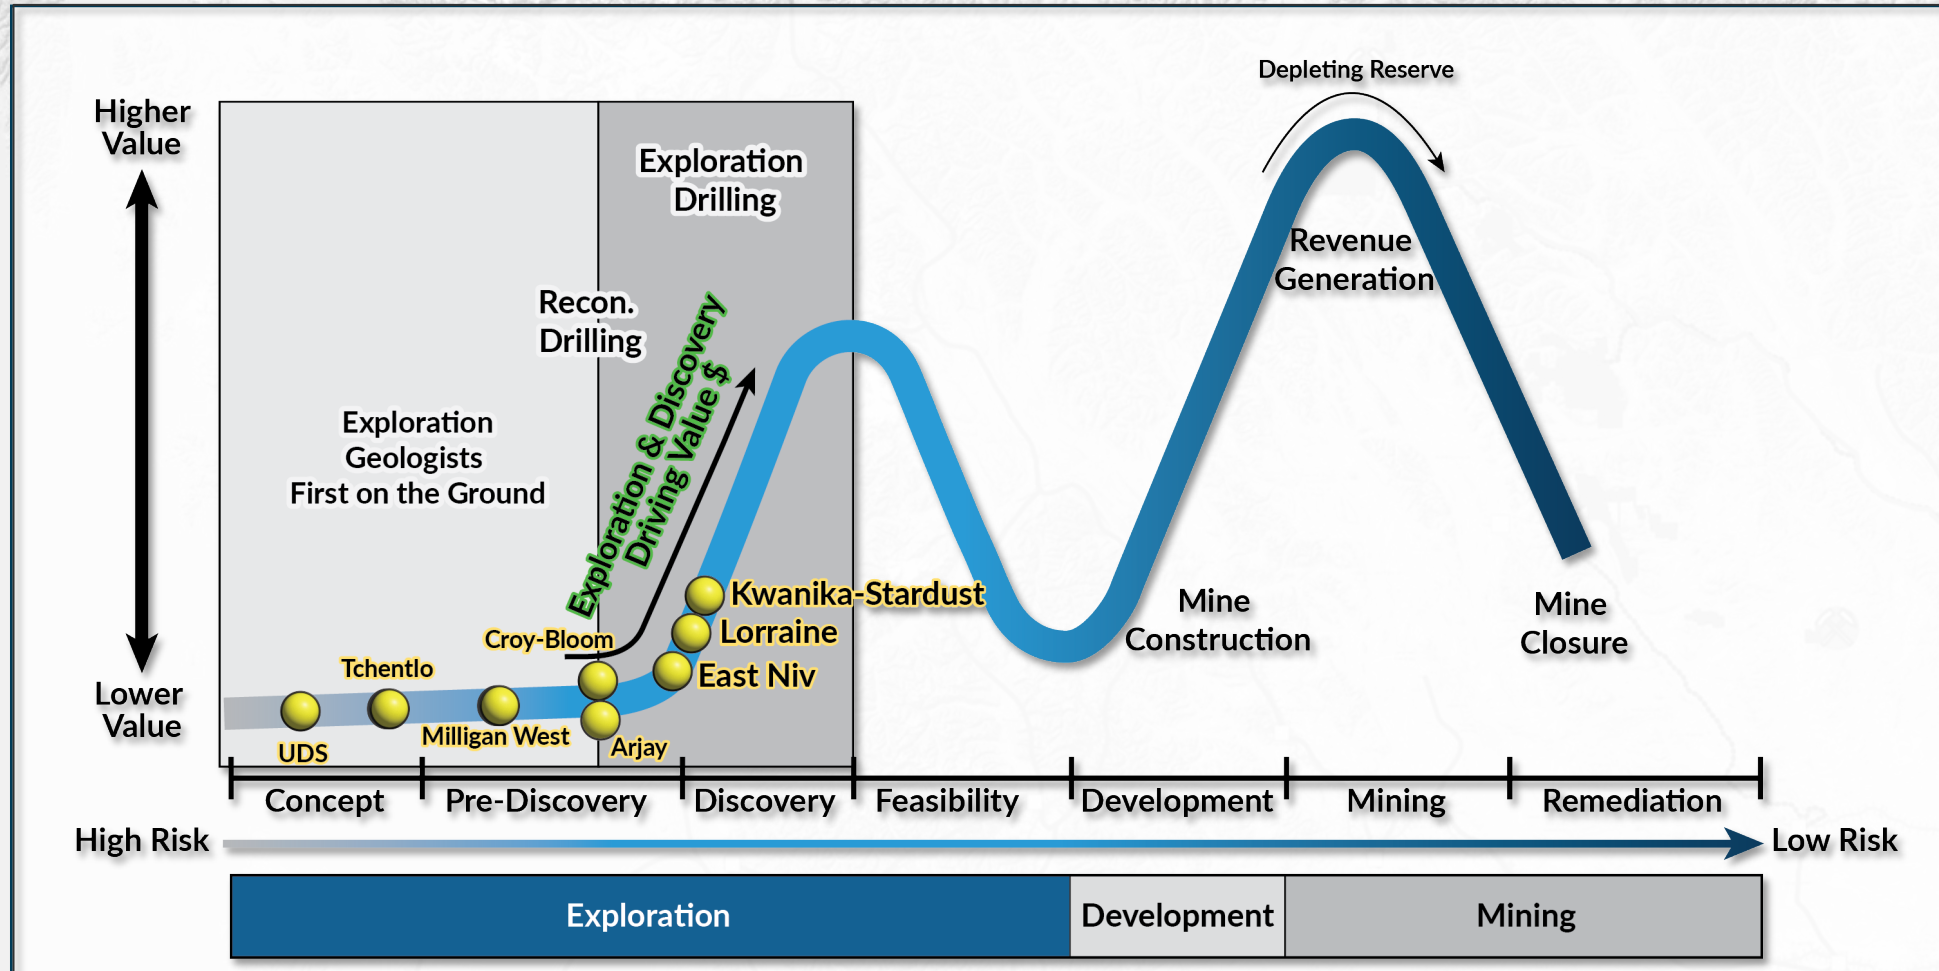 Depleting Reserve
Higher
Value
Exploration
Drilling
Revenue
Generation
Recon.
Drilling
Exploration & Discovery
Driving Value $
Exploration
Geologists
First on the Ground
Kwanika-Stardust
Lorraine
East Niv
Croy-Bloom
Tchentlo
Milligan West
Arjay
UDS
Mine
Construction
Mine
Closure
Lower
Value
Concept
Pre-Discovery
Discovery
Feasibility
Development
Mining
Remediation
High Risk
Low Risk
Exploration
Development
Mining